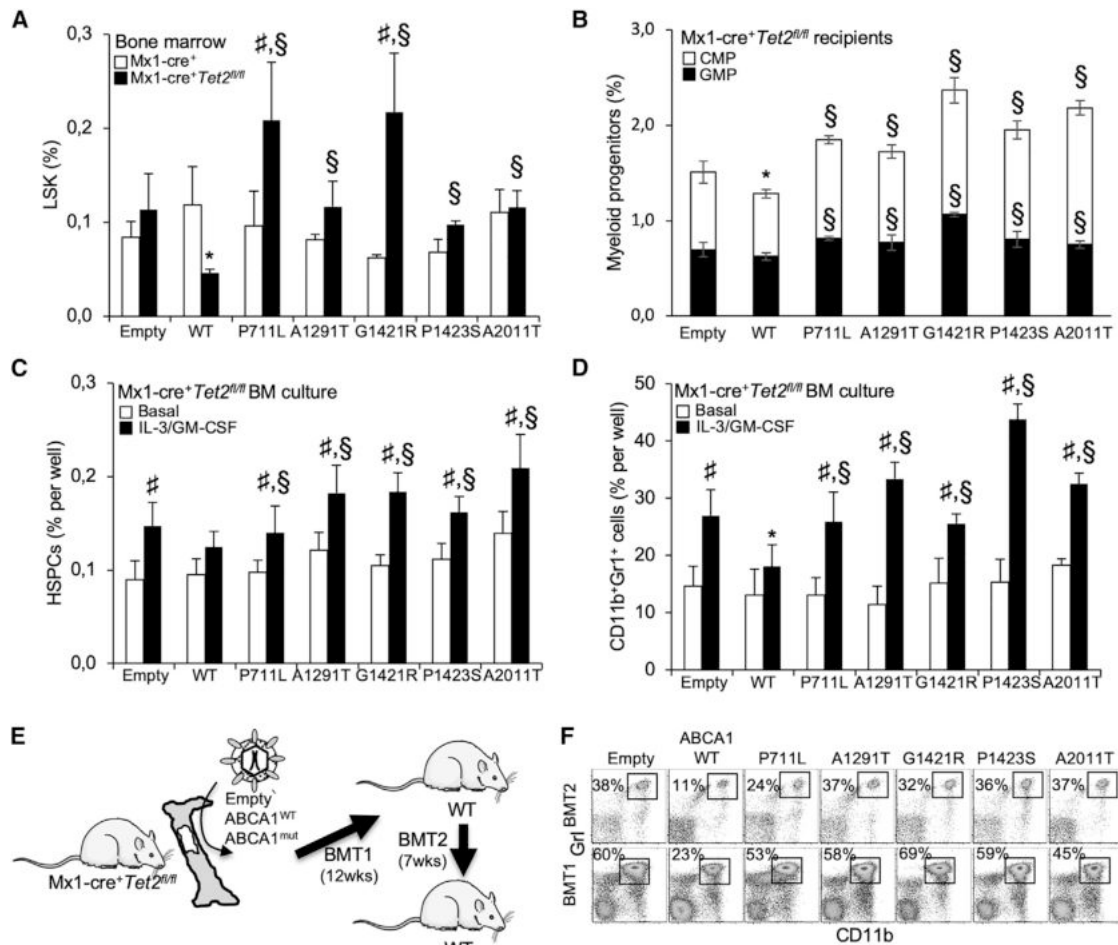 A
Bone marrow
Mx1-cre⁺
Mx1-cre⁺Tet2fl/fl
LSK (%)
0,3
0,2
0,1
0,0
♯,§
♯,§
*
§
§
§
Empty WT P711L A1291T G1421R P1423S A2011T
B
Mx1-cre⁺Tet2fl/fl recipients
CMP
GMP
Myeloid progenitors (%)
3,0
2,0
1,0
0,0
*
§ § § § §
§ § § § §
Empty WT P711L A1291T G1421R P1423S A2011T
C
Mx1-cre⁺Tet2fl/fl BM culture
Basal
IL-3/GM-CSF
HSPCs (% per well)
0,3
0,2
0,1
0,0
♯ ♯,§ ♯,§ ♯,§ ♯,§ ♯,§
Empty WT P711L A1291T G1421R P1423S A2011T
D
Mx1-cre⁺Tet2fl/fl BM culture
Basal
IL-3/GM-CSF
CD11b⁺Gr1⁺ cells (% per well)
50
40
30
20
10
0
♯ * ♯,§ ♯,§ ♯,§ ♯,§ ♯,§
Empty WT P711L A1291T G1421R P1423S A2011T
E
Empty`
ABCA1WT
ABCA1mut
Mx1-cre⁺Tet2fl/fl
BMT1
(12wks)
WT
BMT2
(7wks)
WT
F
Empty ABCA1 WT P711L A1291T G1421R P1423S A2011T
BMT2
38% 11% 24% 37% 32% 36% 37%
GrI
BMT1
60% 23% 53% 58% 69% 59% 45%
CD11b